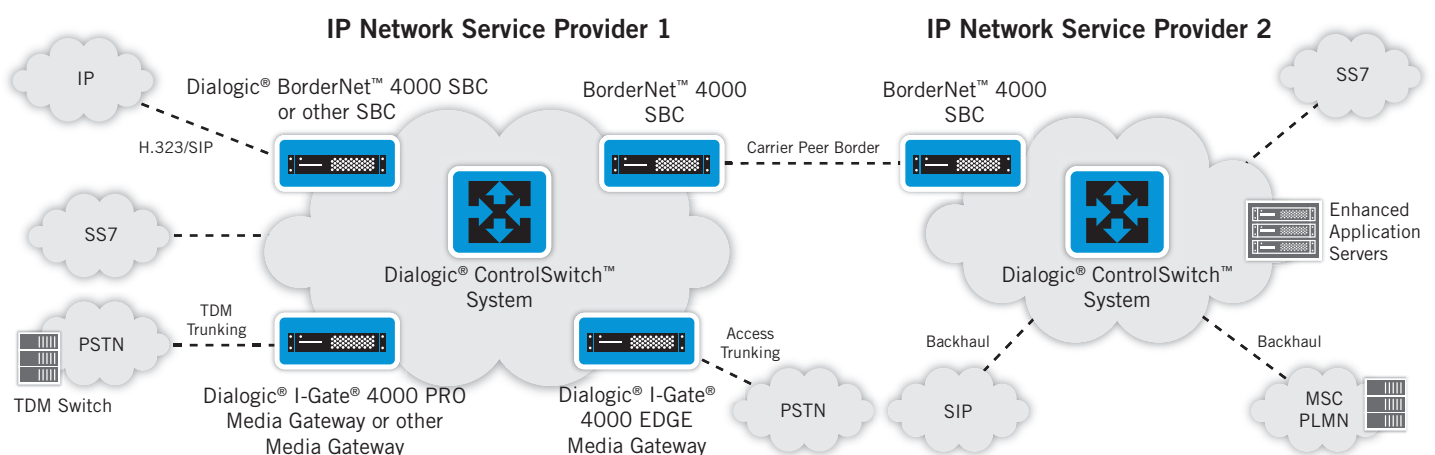 IP Network Service Provider 1
IP Network Service Provider 2
IP
Dialogic® BorderNet™ 4000 SBC
or other SBC
BorderNet™ 4000
SBC
BorderNet™ 4000
SBC
SS7
H.323/SIP
Carrier Peer Border
SS7
Dialogic® ControlSwitch™
System
Dialogic® ControlSwitch™
System
Enhanced
Application
Servers
TDM
Trunking
PSTN
TDM Switch
Access
Trunking
Backhaul
Backhaul
Dialogic® I-Gate® 4000 PRO
Media Gateway or other
Media Gateway
Dialogic® I-Gate®
4000 EDGE
Media Gateway
PSTN
SIP
MSC
PLMN